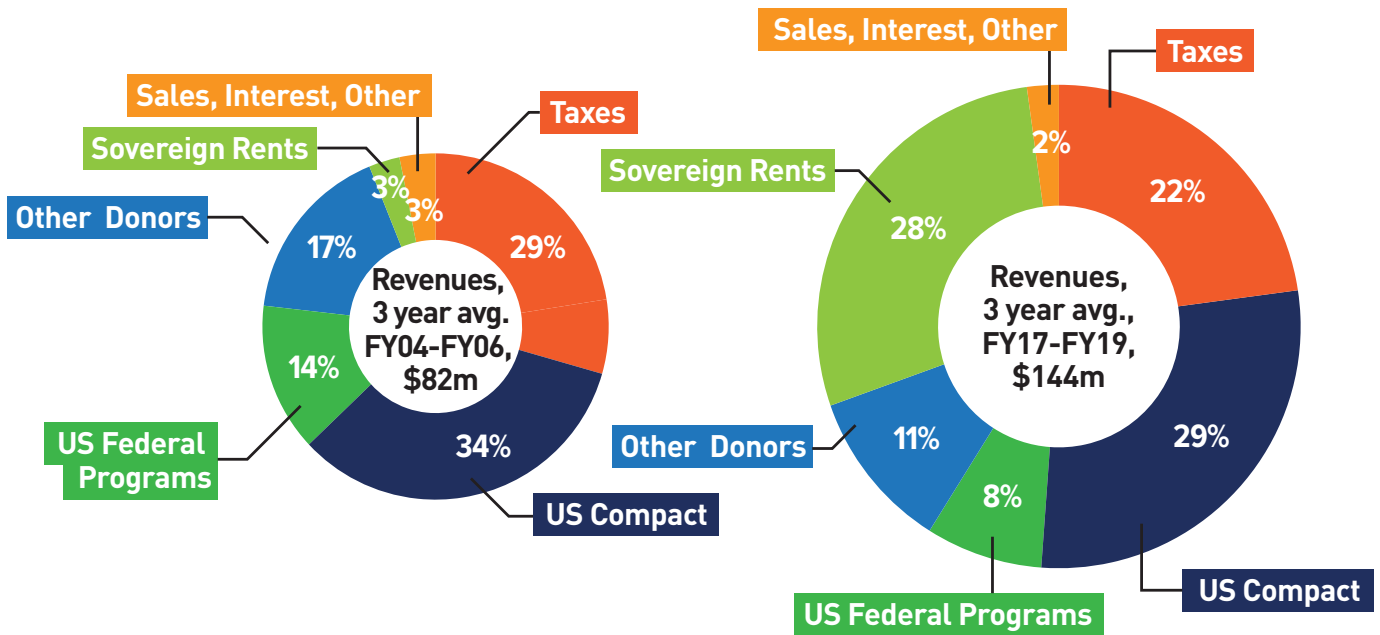 Sales, Interest, Other
Taxes
Sovereign Rents
Other Donors
3%
3%
29%
17%
14%
34%
Revenues,
3 year avg.
FY04-FY06,
$82m
US Federal
Programs
US Compact
Sales, Interest, Other
Taxes
Sovereign Rents
2%
22%
28%
Revenues,
3 year avg.,
FY17-FY19,
$144m
Other Donors
11%
29%
8%
US Compact
US Federal Programs